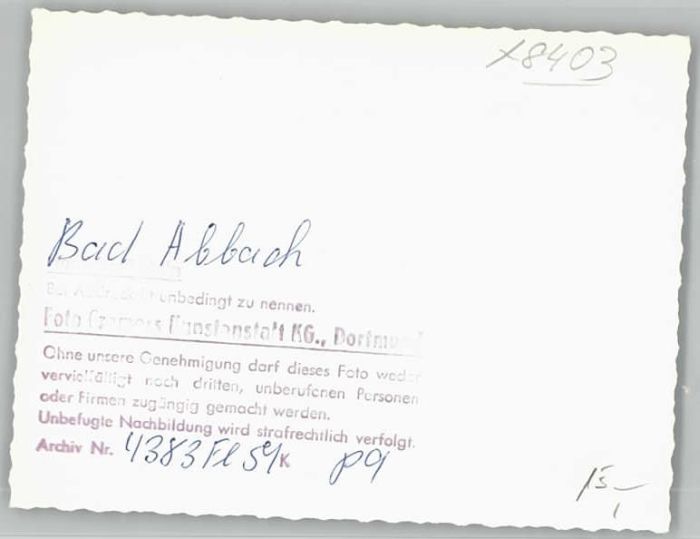 x8403
Bad Abbach
Bei Abdruck unbedingt zu nennen.
Foto Cramers Kunstanstalt KG., Dortmund
Ohne unsere Genehmigung darf dieses Foto weder
vervielfältigt noch dritten, unberufenen Personen
oder Firmen zugängig gemacht werden.
Unbefugte Nachbildung wird strafrechtlich verfolgt.
Archiv Nr. 4383 Fl 59/K p9
15-